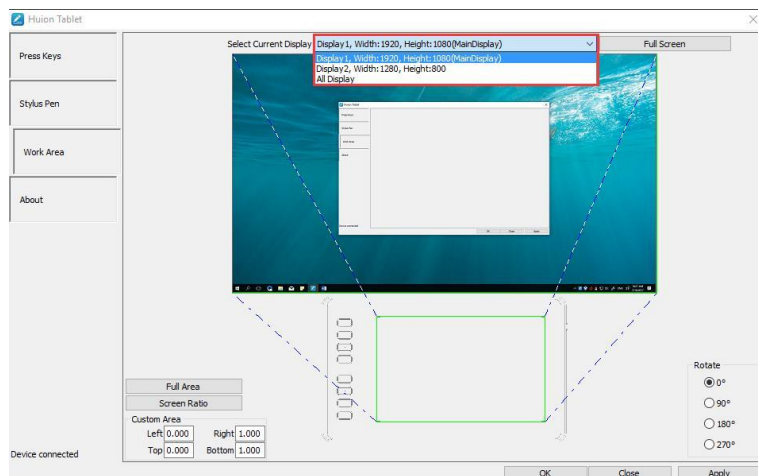 Huion Tablet
Press Keys
Stylus Pen
Work Area
About
Device connected
Select Current Display
Display1, Width:1920, Height:1080(MainDisplay)
Full Screen
Display1, Width:1920, Height:1080(MainDisplay)
Display2, Width:1280, Height:800
All Display
Full Area
Screen Ratio
Custom Area
Left 0.000 Right 1.000
Top 0.000 Bottom 1.000
Rotate
0°
90°
180°
270°
OK Close Apply